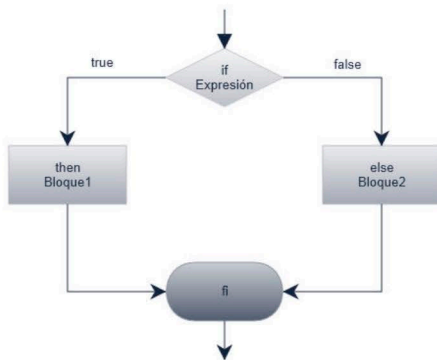 true
if
Expresión
false
then
Bloque1
else
Bloque2
fi